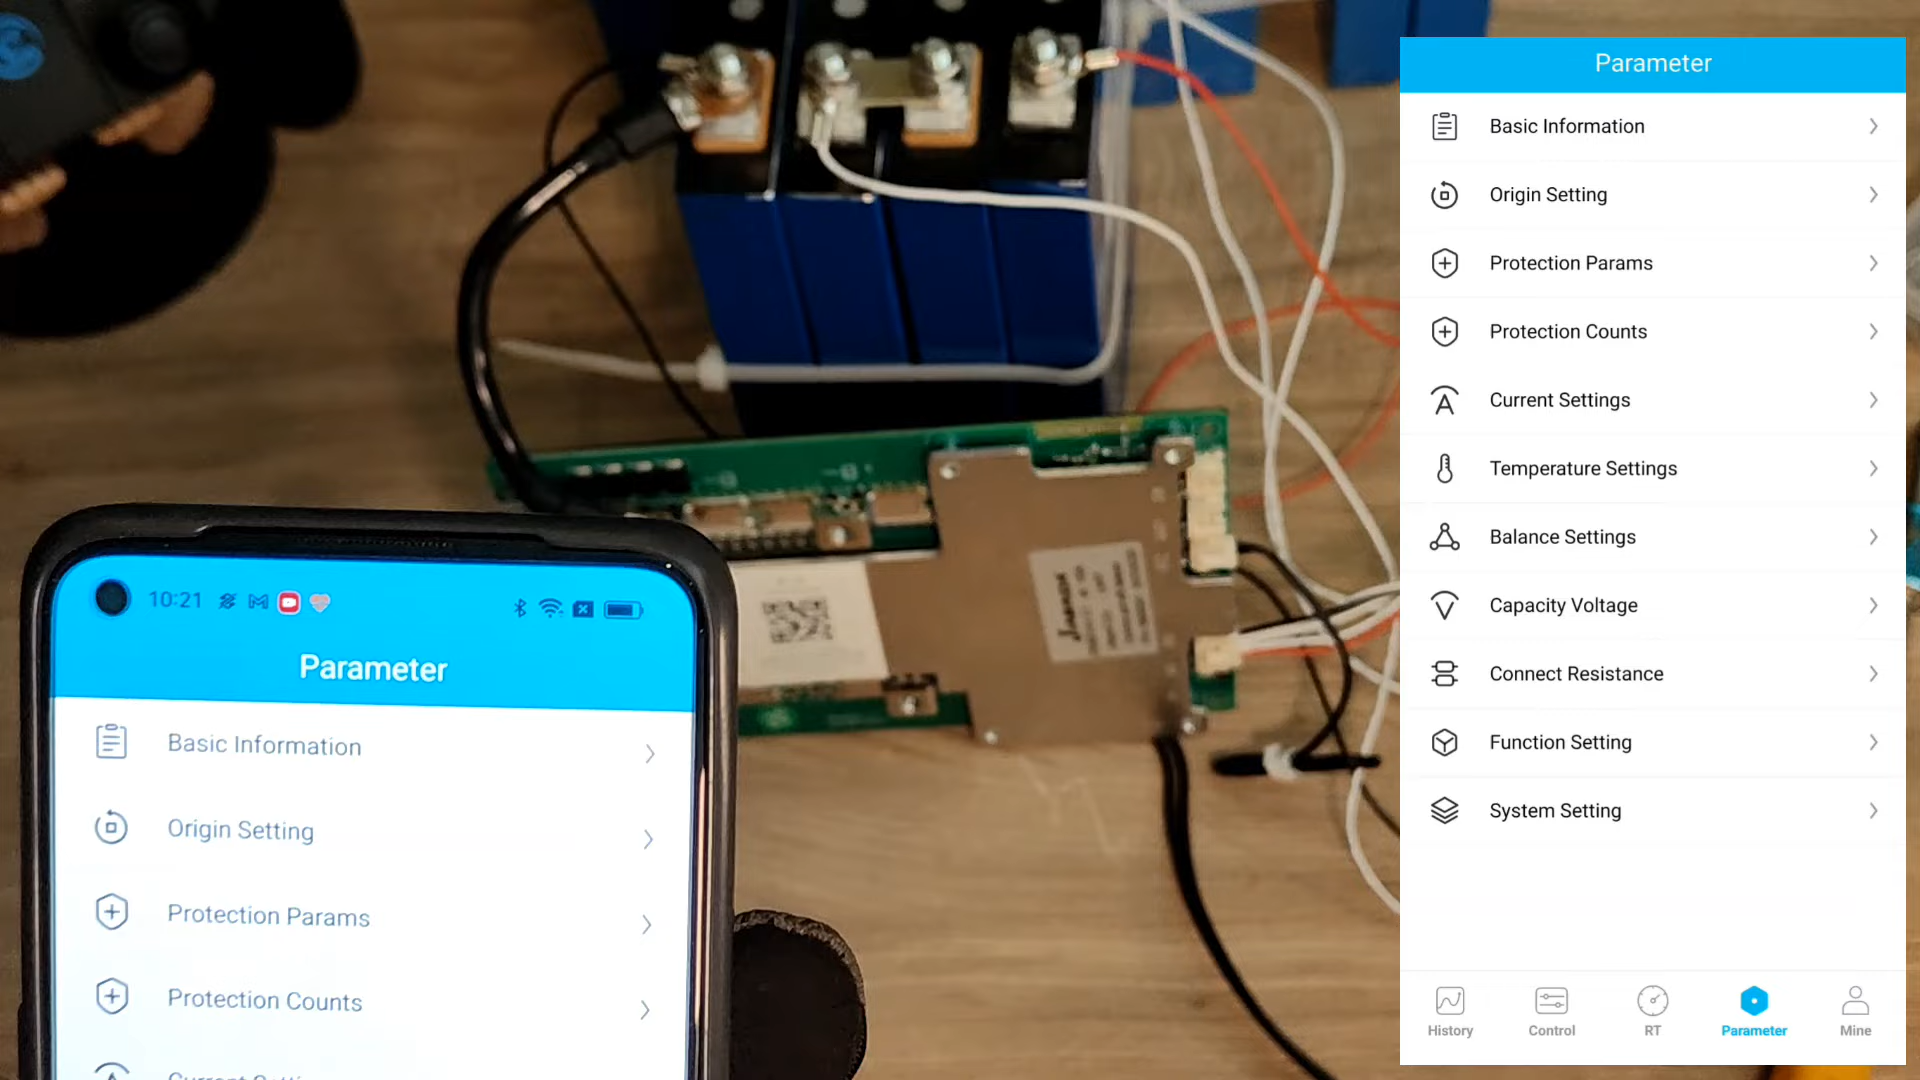 10:21
Parameter
Basic Information
Origin Setting
Protection Params
Protection Counts
Parameter
Basic Information
Origin Setting
Protection Params
Protection Counts
Current Settings
Temperature Settings
Balance Settings
Capacity Voltage
Connect Resistance
Function Setting
System Setting
History
Control
RT
Parameter
Mine